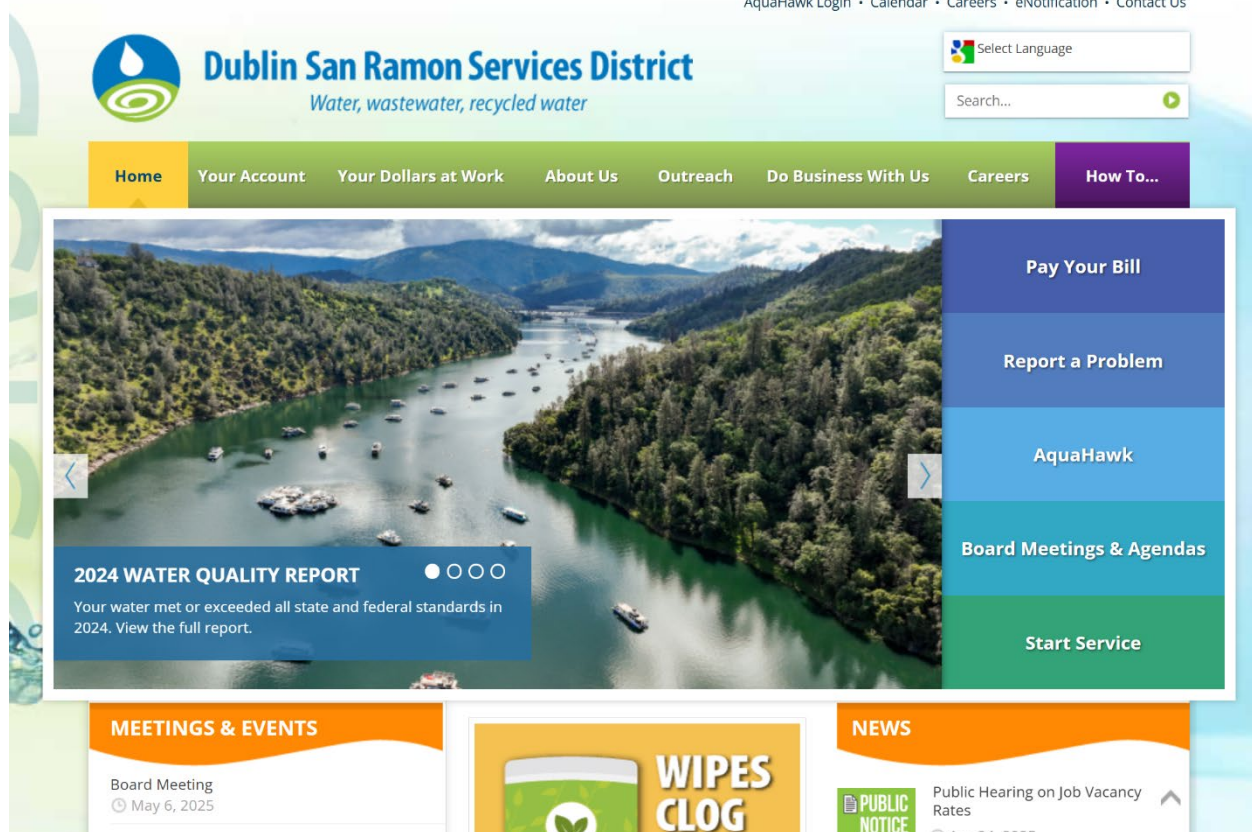 AquaHawk Login • Calendar • Careers • eNotification • Contact Us
Dublin San Ramon Services District
Water, wastewater, recycled water
Select Language
Search...
Home
Your Account
Your Dollars at Work
About Us
Outreach
Do Business With Us
Careers
How To...
Pay Your Bill
Report a Problem
AquaHawk
Board Meetings & Agendas
Start Service
2024 WATER QUALITY REPORT
Your water met or exceeded all state and federal standards in
2024. View the full report.
MEETINGS & EVENTS
Board Meeting
May 6, 2025
WIPES
CLOG
NEWS
PUBLIC
NOTICE
Public Hearing on Job Vacancy
Rates